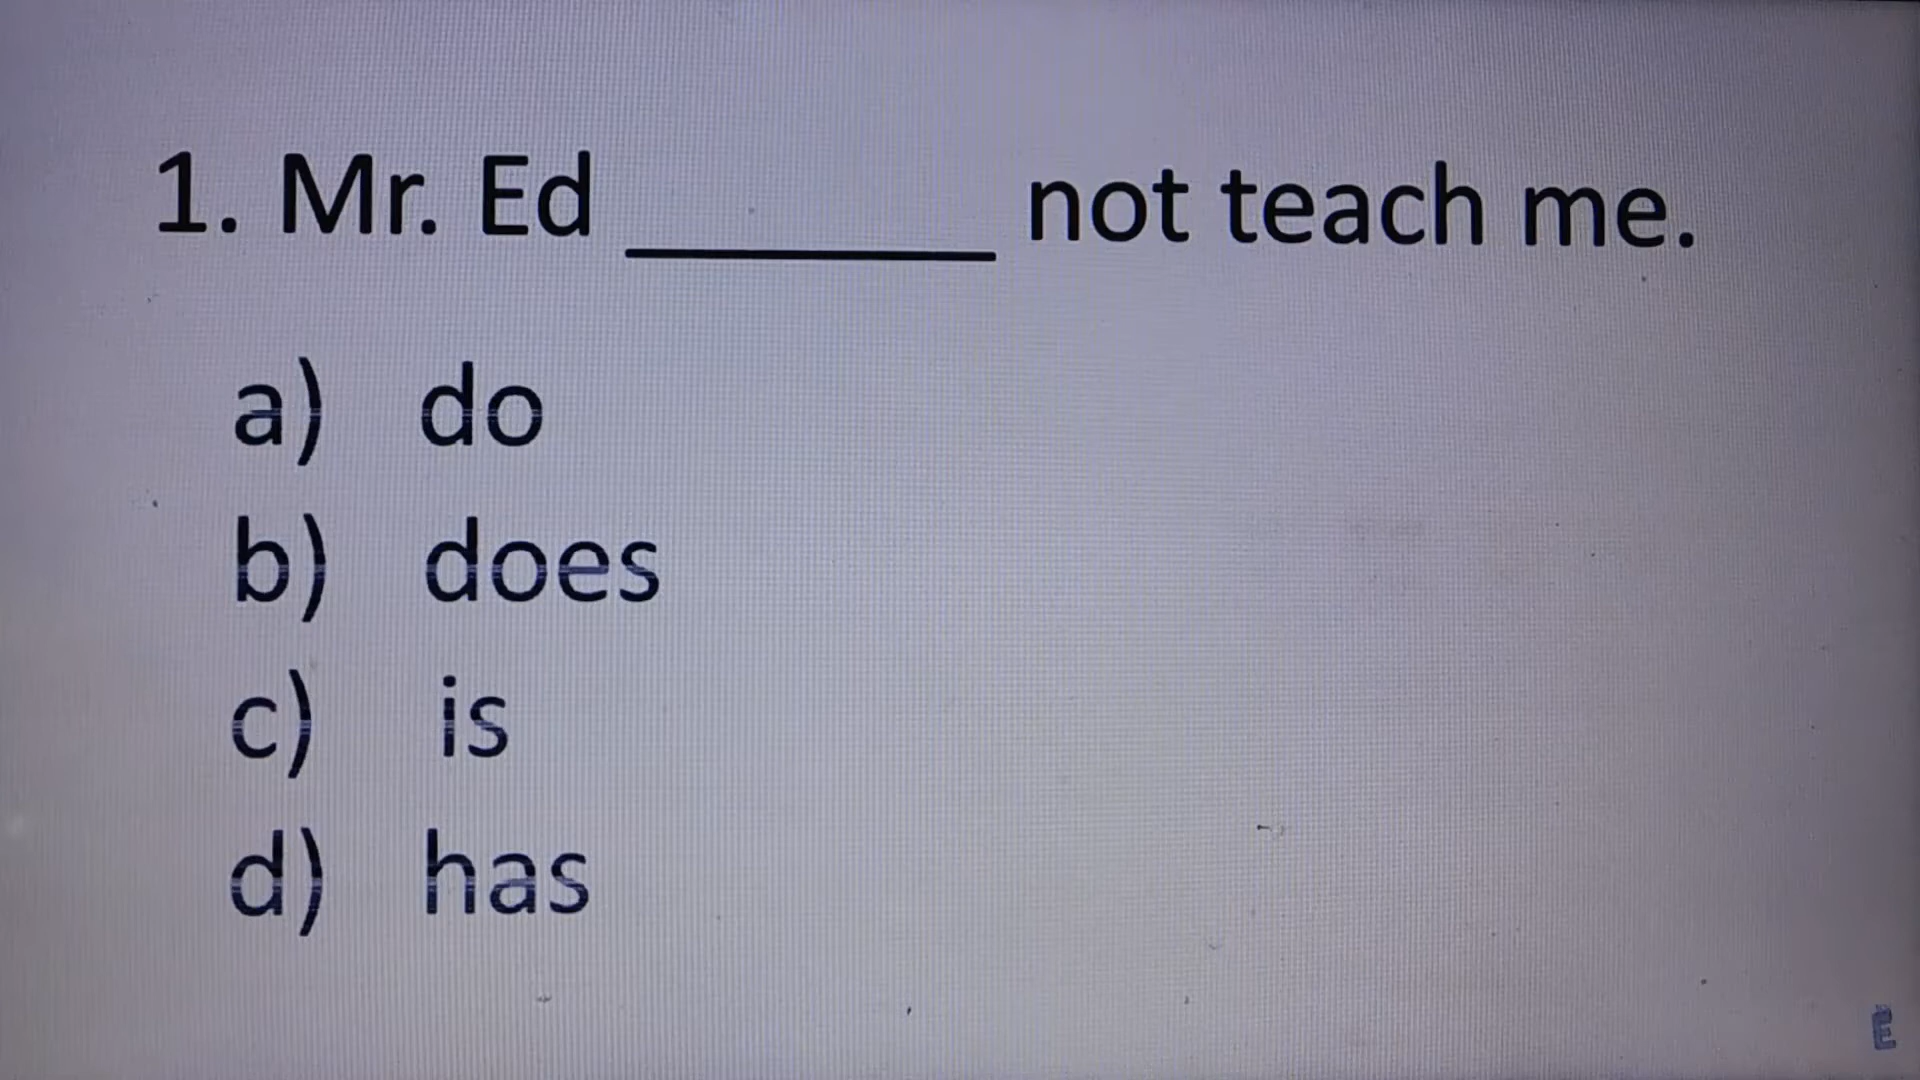 1. Mr. Ed ________ not teach me.
a) do
b) does
c) is
d) has
E